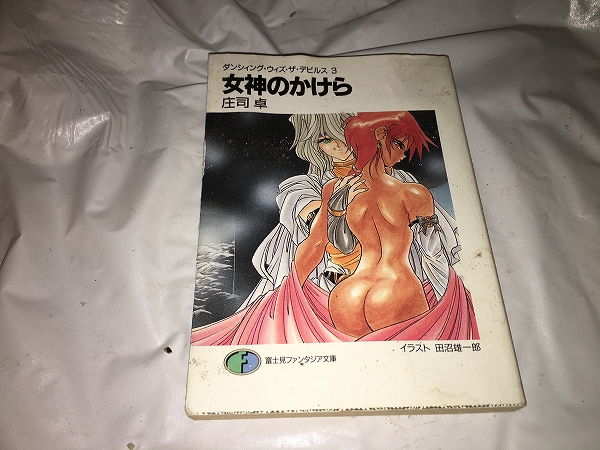 ダンシィング・ウィズ・ザ・デビルス 3
女神のかけら
庄司 卓
イラスト 田沼雄一郎
F
富士見ファンタジア文庫